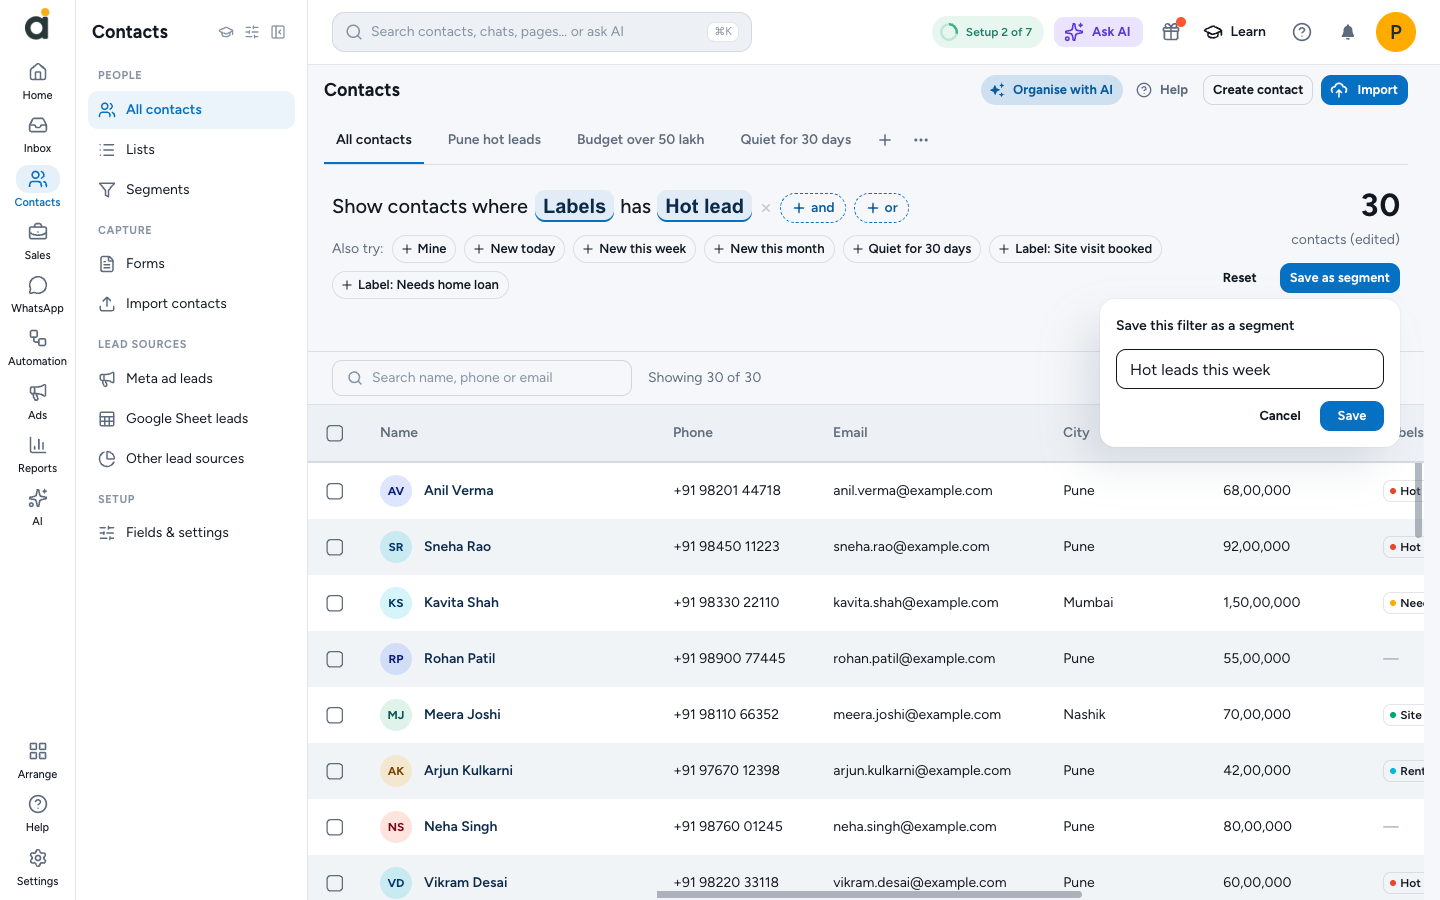 Contacts
Search contacts, chats, pages... or ask AI
⌘K
Setup 2 of 7
Ask AI
Learn
P
Home
Inbox
Contacts
Sales
WhatsApp
Automation
Ads
Reports
AI
Arrange
Help
Settings
PEOPLE
All contacts
Lists
Segments
CAPTURE
Forms
Import contacts
LEAD SOURCES
Meta ad leads
Google Sheet leads
Other lead sources
SETUP
Fields & settings
Contacts
Organise with AI
Help
Create contact
Import
All contacts
Pune hot leads
Budget over 50 lakh
Quiet for 30 days
Show contacts where Labels has Hot lead × + and + or
30
contacts (edited)
Also try: + Mine + New today + New this week + New this month + Quiet for 30 days + Label: Site visit booked
+ Label: Needs home loan
Reset
Save as segment
Save this filter as a segment
Hot leads this week
Cancel
Save
Search name, phone or email
Showing 30 of 30
Name Phone Email City
AV Anil Verma +91 98201 44718 anil.verma@example.com Pune 68,00,000 Hot
SR Sneha Rao +91 98450 11223 sneha.rao@example.com Pune 92,00,000 Hot
KS Kavita Shah +91 98330 22110 kavita.shah@example.com Mumbai 1,50,00,000
RP Rohan Patil +91 98900 77445 rohan.patil@example.com Pune 55,00,000 —
MJ Meera Joshi +91 98110 66352 meera.joshi@example.com Nashik 70,00,000 Site
AK Arjun Kulkarni +91 97670 12398 arjun.kulkarni@example.com Pune 42,00,000 Rent
NS Neha Singh +91 98760 01245 neha.singh@example.com Pune 80,00,000 —
VD Vikram Desai +91 98220 33118 vikram.desai@example.com Pune 60,00,000 Hot